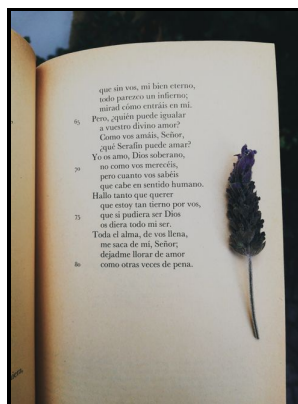 que sin vos, mi bien eterno,
todo parezco un infierno;
mirad cómo entráis en mí.
65 Pero, ¿quién puede igualar
a vuestro divino amor?
Como vos amáis, Señor,
¿qué Serafín puede amar?
Yo os amo, Dios soberano,
70 no como vos merecéis,
pero cuanto vos sabéis
que cabe en sentido humano.
Hallo tanto que querer
que estoy tan tierno por vos,
75 que si pudiera ser Dios
os diera todo mi ser.
Toda el alma, de vos llena,
me saca de mí, Señor;
dejadme llorar de amor
80 como otras veces de pena.